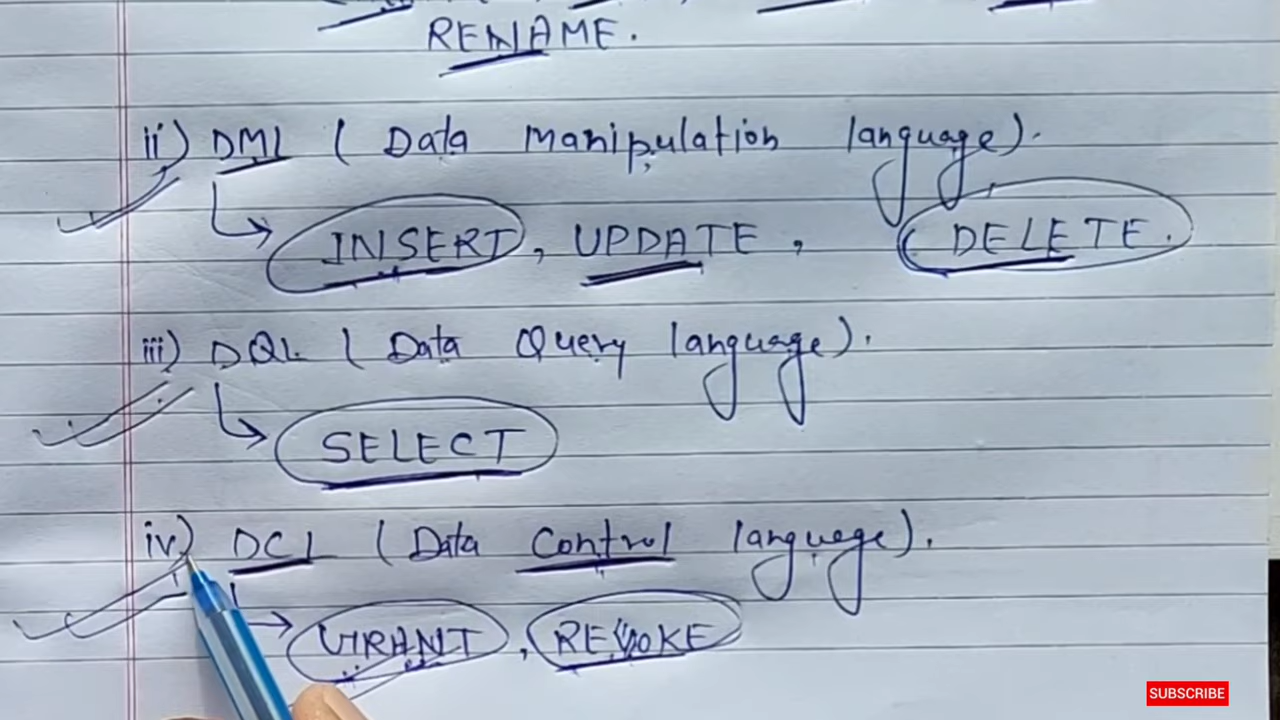 RENAME.
ii) DML ( Data Manipulation language).
INSERT, UPDATE, DELETE.
iii) DQL ( Data Query language).
SELECT
iv) DCL ( Data Control language).
GRANT, REVOKE
SUBSCRIBE